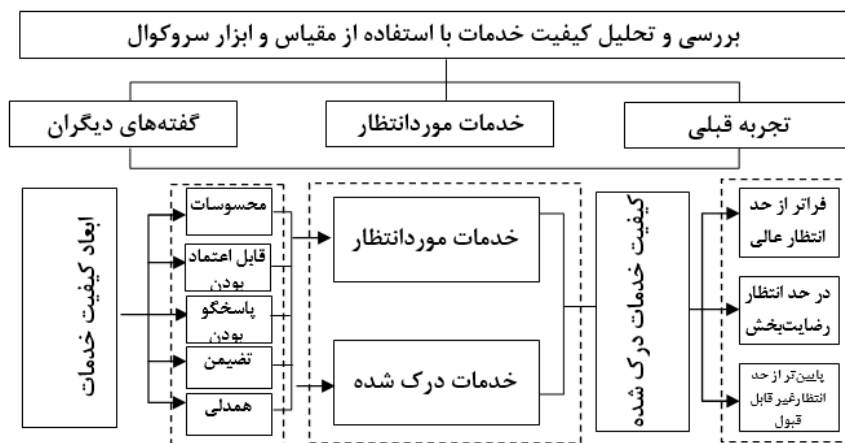 بررسی و تحلیل کیفیت خدمات با استفاده از مقیاس و ابزار سروکوال
تجربه قبلی
خدمات موردانتظار
گفته‌های دیگران
ابعاد کیفیت خدمات
محسوسات
قابل اعتماد
بودن
پاسخگو
بودن
تضیمن
همدلی
خدمات موردانتظار
خدمات درک شده
کیفیت خدمات درک شده
فراتر از حد
انتظار عالی
در حد انتظار
رضایت‌بخش
پایین‌تر از حد
انتظارغیر قابل
قبول